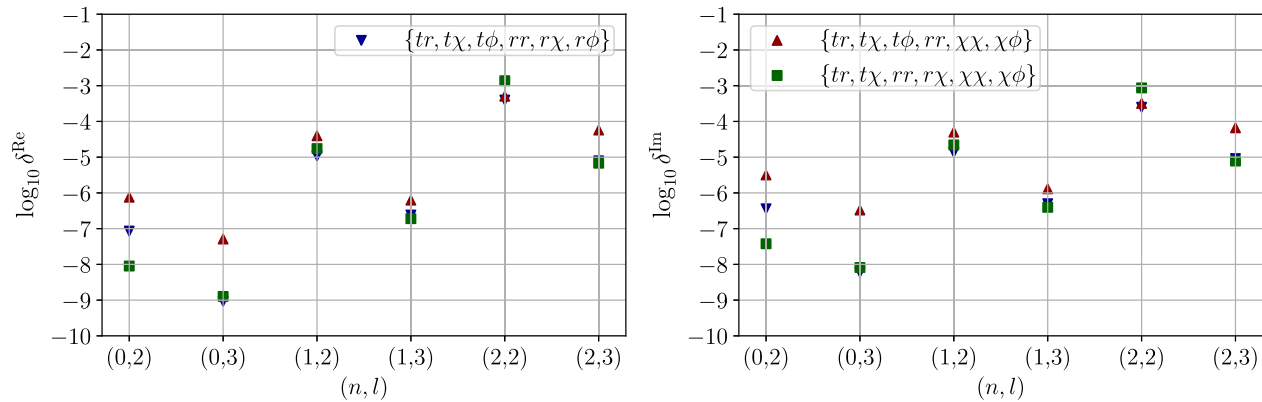 −1
−2
−3
−4
−5
−6
−7
−8
−9
−10
log₁₀ δ^Re
{tr, tχ, tϕ, rr, rχ, rϕ}
(0,2) (0,3) (1,2) (1,3) (2,2) (2,3)
(n, l)
−1
−2
−3
−4
−5
−6
−7
−8
−9
−10
log₁₀ δ^Im
{tr, tχ, tϕ, rr, χχ, χϕ}
{tr, tχ, rr, rχ, χχ, χϕ}
(0,2) (0,3) (1,2) (1,3) (2,2) (2,3)
(n, l)